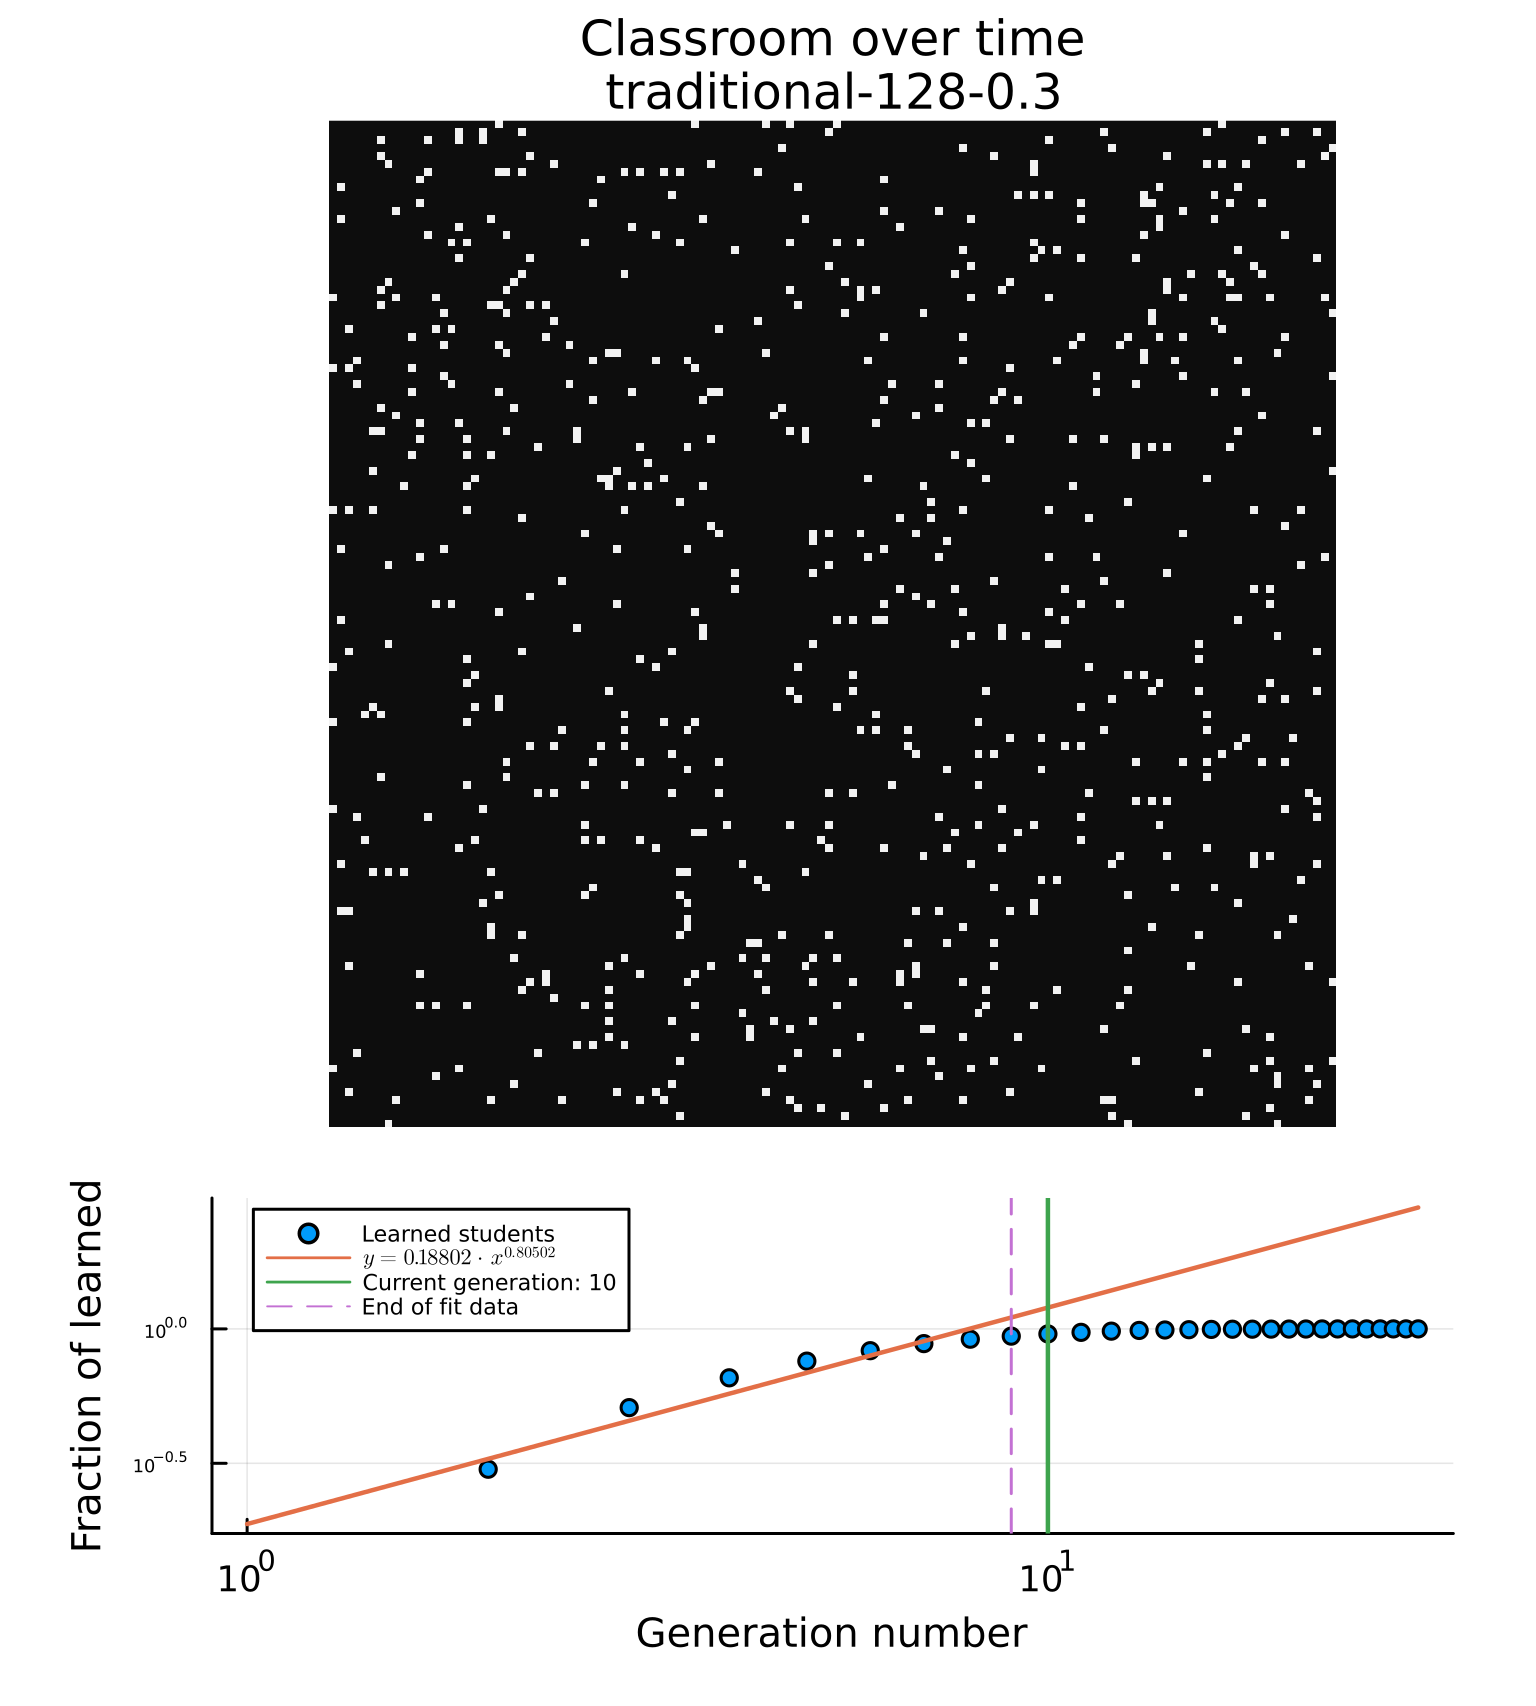 Classroom over time
traditional-128-0.3
Fraction of learned
Learned students
y = 0.18802 · x^0.80502
Current generation: 10
End of fit data
10^0.0
10^−0.5
10^0
10^1
Generation number